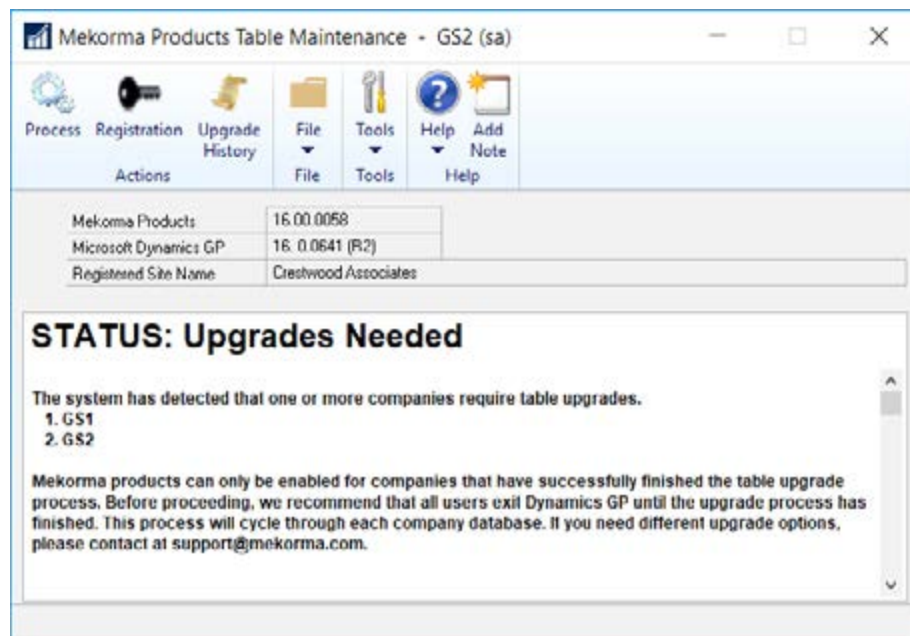 Mekorma Products Table Maintenance - GS2 (sa)
Process Registration Upgrade History File Tools Help Add Note
Actions File Tools Help
Mekorma Products 16.00.0058
Microsoft Dynamics GP 16. 0.0641 (R2)
Registered Site Name Crestwood Associates
STATUS: Upgrades Needed
The system has detected that one or more companies require table upgrades.
1. GS1
2. GS2
Mekorma products can only be enabled for companies that have successfully finished the table upgrade
process. Before proceeding, we recommend that all users exit Dynamics GP until the upgrade process has
finished. This process will cycle through each company database. If you need different upgrade options,
please contact at support@mekorma.com.